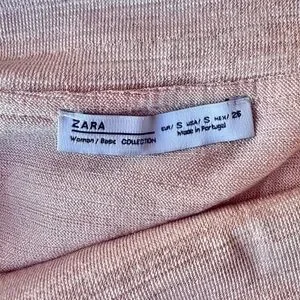 ZARA
Woman / Basic COLLECTION
EUR/ S USA/ S MEX/ 26
Made in Portugal